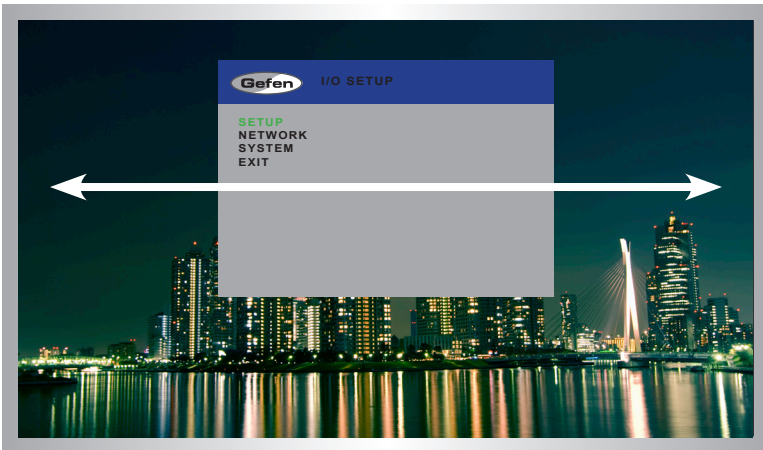 Gefen I/O SETUP
SETUP
NETWORK
SYSTEM
EXIT